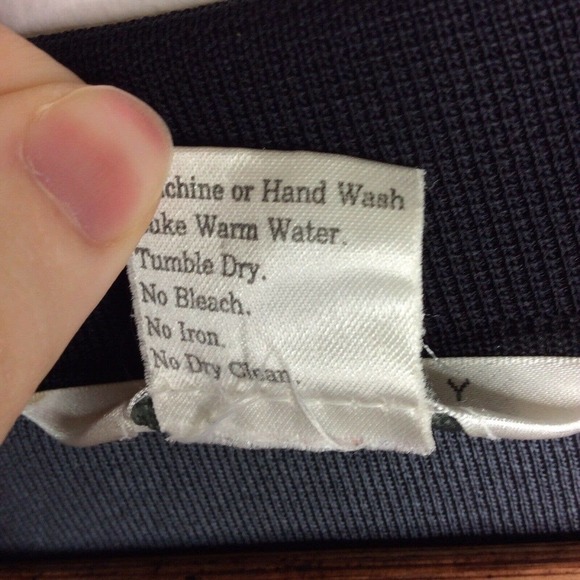 achine or Hand Wash
uke Warm Water.
Tumble Dry.
No Bleach.
No Iron.
No Dry Clean.
Y